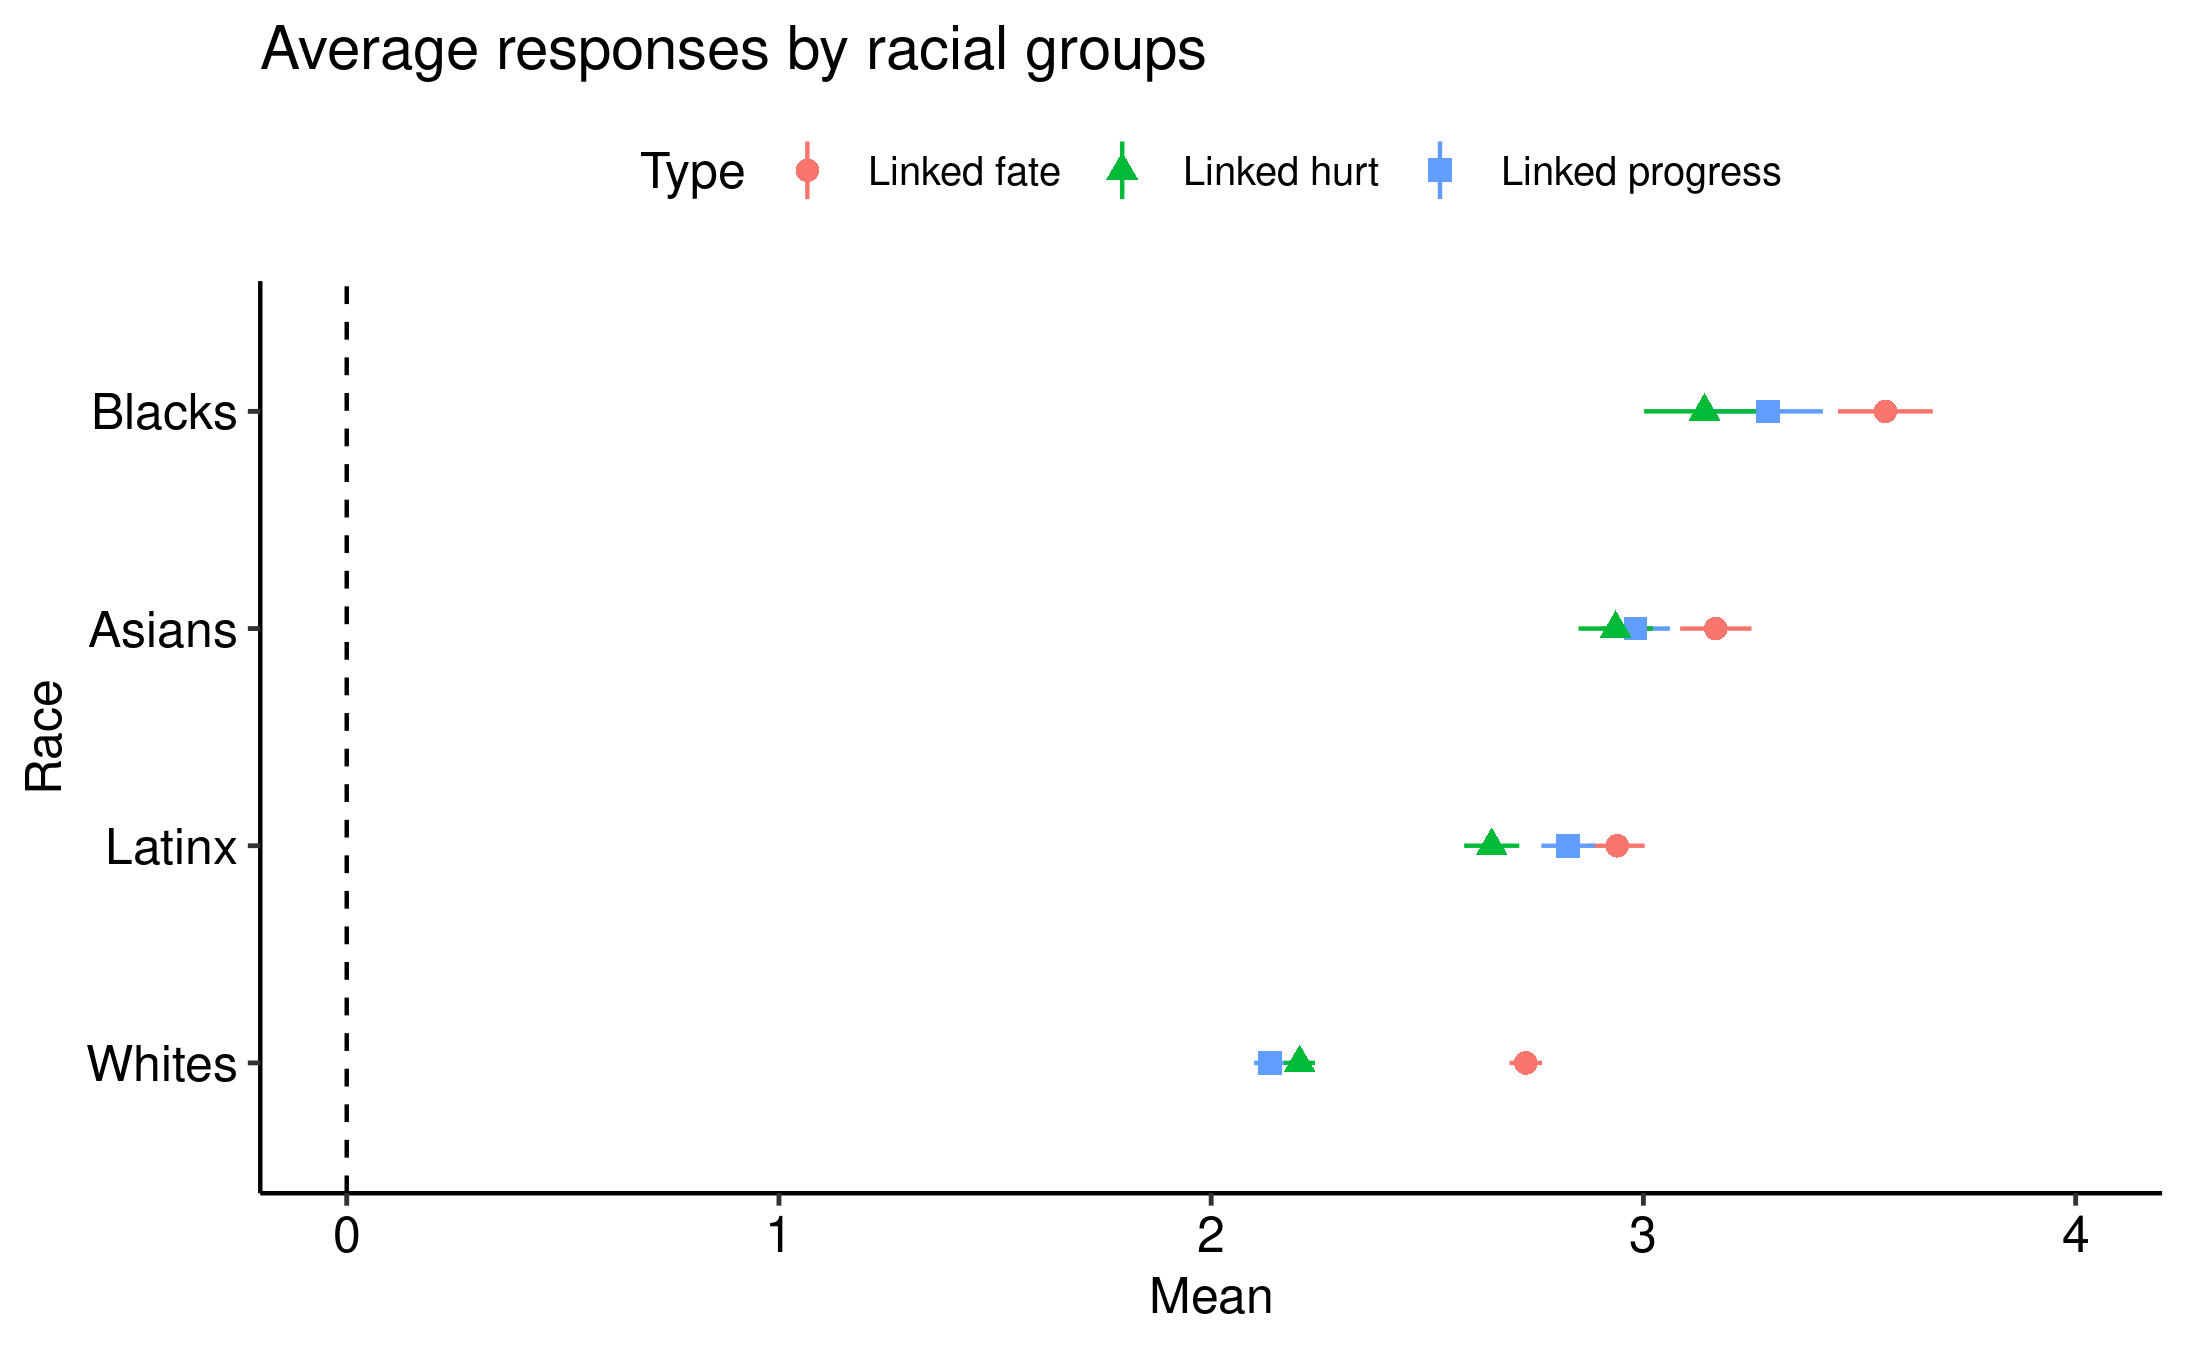 Average responses by racial groups
Type Linked fate Linked hurt Linked progress
Race
Blacks
Asians
Latinx
Whites
0 1 2 3 4
Mean